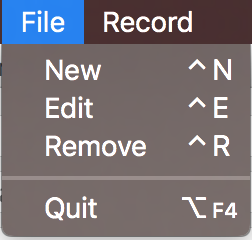 File Record
New ⌃ N
Edit ⌃ E
Remove ⌃ R
Quit ⌥ F4